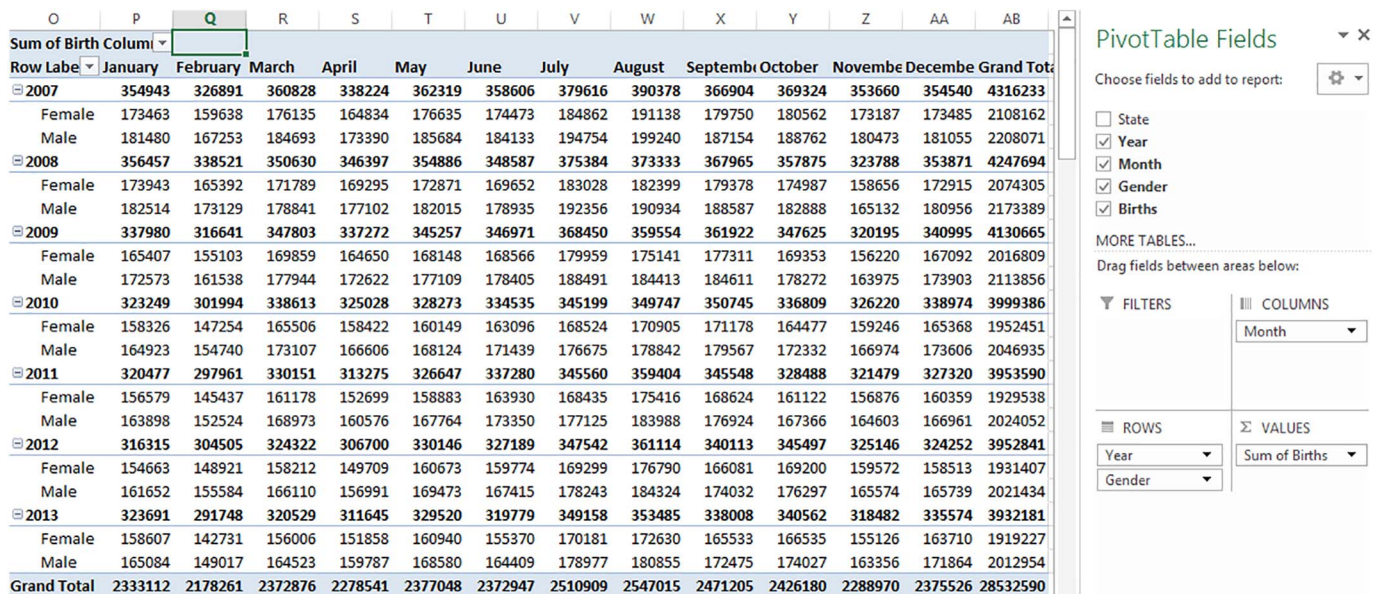 O P Q R S T U V W X Y Z AA AB
Sum of Birth Colum
Row Labe January February March April May June July August Septemb October Novembe Decembe Grand Tota
2007 354943 326891 360828 338224 362319 358606 379616 390378 366904 369324 353660 354540 4316233
Female 173463 159638 176135 164834 176635 174473 184862 191138 179750 180562 173187 173485 2108162
Male 181480 167253 184693 173390 185684 184133 194754 199240 187154 188762 180473 181055 2208071
2008 356457 338521 350630 346397 354886 348587 375384 373333 367965 357875 323788 353871 4247694
Female 173943 165392 171789 169295 172871 169652 183028 182399 179378 174987 158656 172915 2074305
Male 182514 173129 178841 177102 182015 178935 192356 190934 188587 182888 165132 180956 2173389
2009 337980 316641 347803 337272 345257 346971 368450 359554 361922 347625 320195 340995 4130665
Female 165407 155103 169859 164650 168148 168566 179959 175141 177311 169353 156220 167092 2016809
Male 172573 161538 177944 172622 177109 178405 188491 184413 184611 178272 163975 173903 2113856
2010 323249 301994 338613 325028 328273 334535 345199 349747 350745 336809 326220 338974 3999386
Female 158326 147254 165506 158422 160149 163096 168524 170905 171178 164477 159246 165368 1952451
Male 164923 154740 173107 166606 168124 171439 176675 178842 179567 172332 166974 173606 2046935
2011 320477 297961 330151 313275 326647 337280 345560 359404 345548 328488 321479 327320 3953590
Female 156579 145437 161178 152699 158883 163930 168435 175416 168624 161122 156876 160359 1929538
Male 163898 152524 168973 160576 167764 173350 177125 183988 176924 167366 164603 166961 2024052
2012 316315 304505 324322 306700 330146 327189 347542 361114 340113 345497 325146 324252 3952841
Female 154663 148921 158212 149709 160673 159774 169299 176790 166081 169200 159572 158513 1931407
Male 161652 155584 166110 156991 169473 167415 178243 184324 174032 176297 165574 165739 2021434
2013 323691 291748 320529 311645 329520 319779 349158 353485 338008 340562 318482 335574 3932181
Female 158607 142731 156006 151858 160940 155370 170181 172630 165533 166535 155126 163710 1919227
Male 165084 149017 164523 159787 168580 164409 178977 180855 172475 174027 163356 171864 2012954
Grand Total 2333112 2178261 2372876 2278541 2377048 2372947 2510909 2547015 2471205 2426180 2288970 2375526 28532590
PivotTable Fields
Choose fields to add to report:
State
Year
Month
Gender
Births
MORE TABLES...
Drag fields between areas below:
FILTERS
COLUMNS
Month
ROWS
Year
Gender
Σ VALUES
Sum of Births